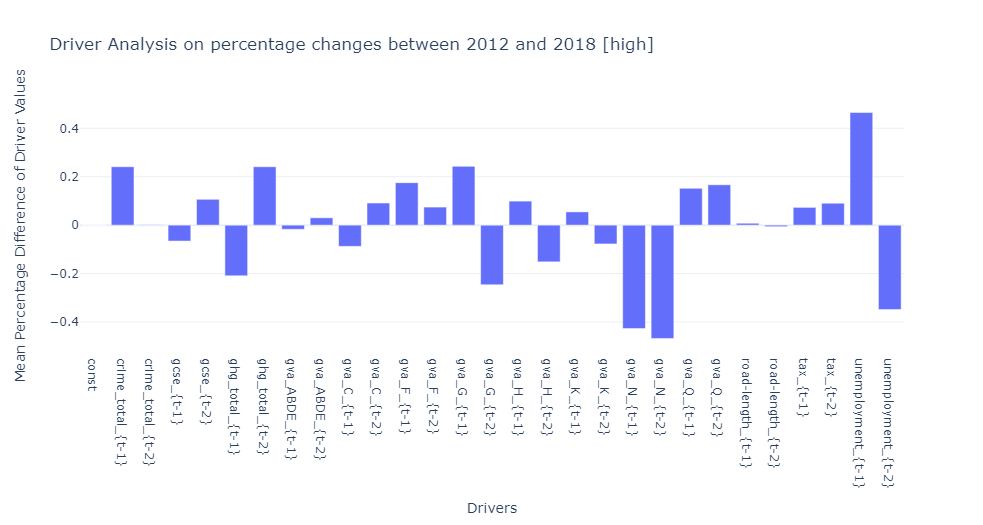 Driver Analysis on percentage changes between 2012 and 2018 [high]
Mean Percentage Difference of Driver Values
0.4
0.2
0
−0.2
−0.4
const
crime_total_{t-1}
crime_total_{t-2}
gcse_{t-1}
gcse_{t-2}
ghg_total_{t-1}
ghg_total_{t-2}
gva_ABDE_{t-1}
gva_ABDE_{t-2}
gva_C_{t-1}
gva_C_{t-2}
gva_F_{t-1}
gva_F_{t-2}
gva_G_{t-1}
gva_G_{t-2}
gva_H_{t-1}
gva_H_{t-2}
gva_K_{t-1}
gva_K_{t-2}
gva_N_{t-1}
gva_N_{t-2}
gva_Q_{t-1}
gva_Q_{t-2}
road-length_{t-1}
road-length_{t-2}
tax_{t-1}
tax_{t-2}
unemployment_{t-1}
unemployment_{t-2}
Drivers